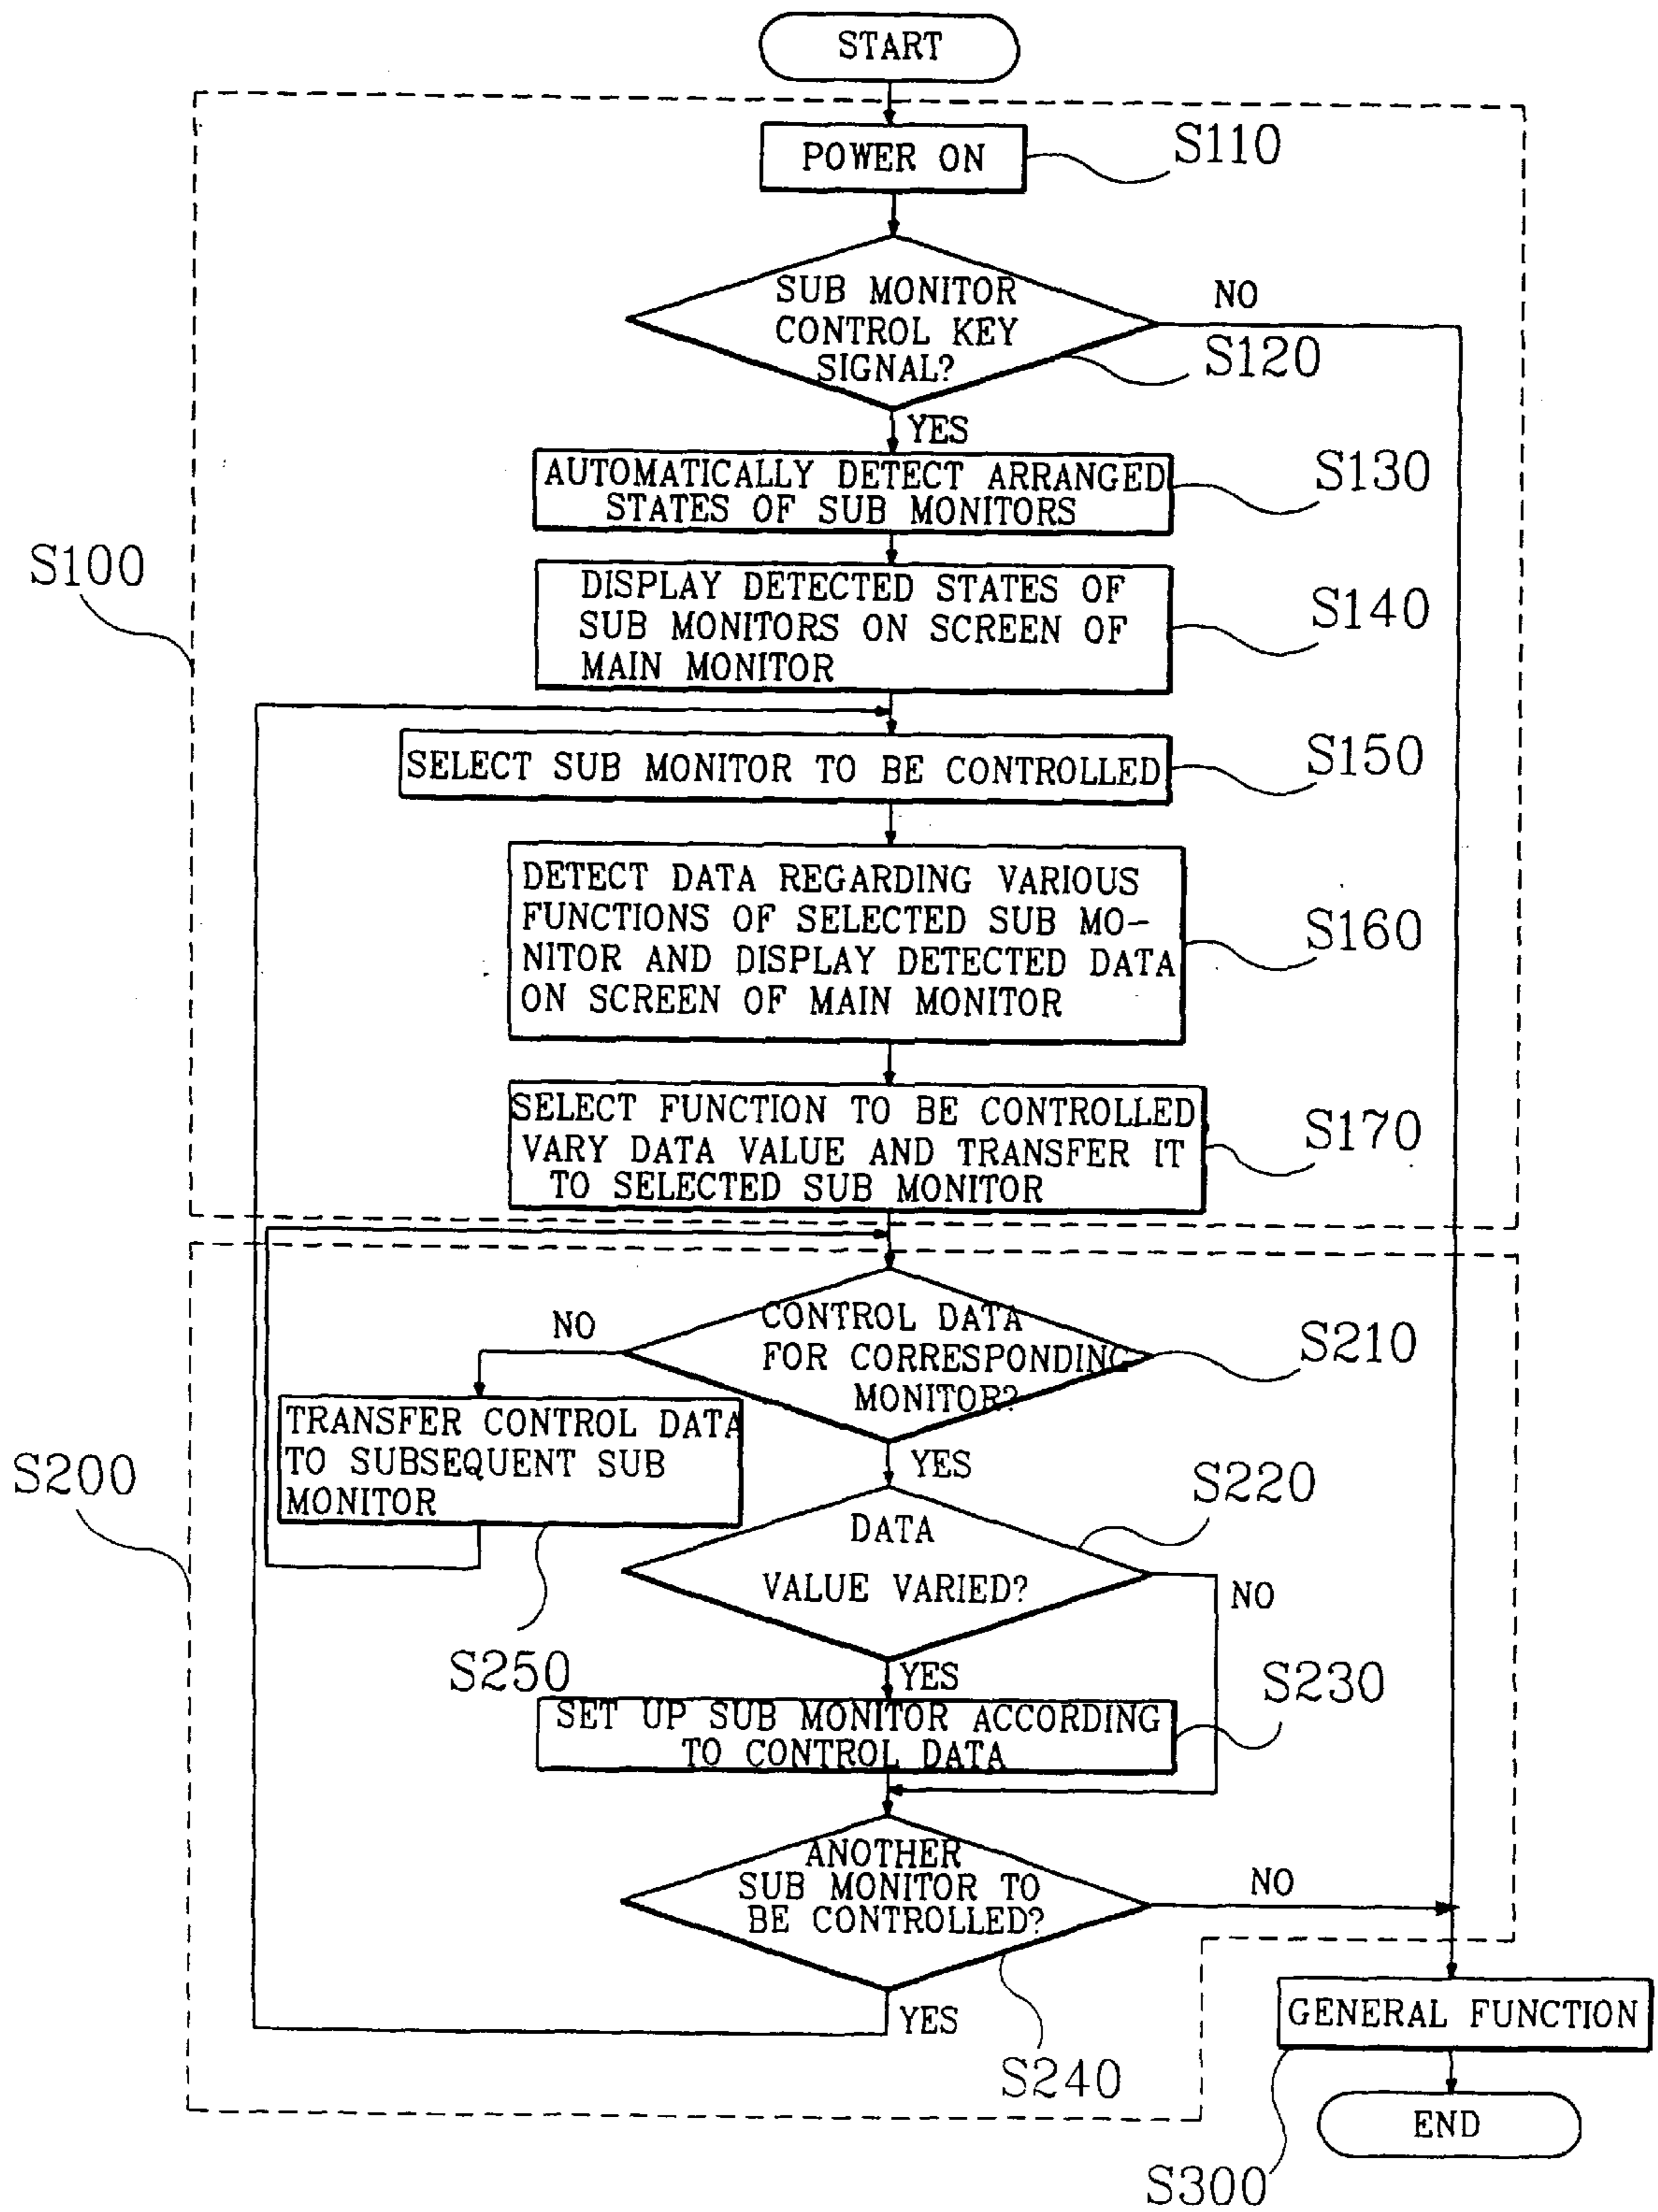 START
POWER ON
S110
SUB MONITOR
CONTROL KEY
SIGNAL?
NO
S120
YES
AUTOMATICALLY DETECT ARRANGED
STATES OF SUB MONITORS
S130
S100
DISPLAY DETECTED STATES OF
SUB MONITORS ON SCREEN OF
MAIN MONITOR
S140
SELECT SUB MONITOR TO BE CONTROLLED
S150
DETECT DATA REGARDING VARIOUS
FUNCTIONS OF SELECTED SUB MO-
NITOR AND DISPLAY DETECTED DATA
ON SCREEN OF MAIN MONITOR
S160
SELECT FUNCTION TO BE CONTROLLED
VARY DATA VALUE AND TRANSFER IT
TO SELECTED SUB MONITOR
S170
CONTROL DATA
FOR CORRESPONDING
MONITOR?
NO
S210
TRANSFER CONTROL DATA
TO SUBSEQUENT SUB
MONITOR
YES
S200
S220
DATA
VALUE VARIED?
NO
S250
YES
S230
SET UP SUB MONITOR ACCORDING
TO CONTROL DATA
ANOTHER
SUB MONITOR TO
BE CONTROLLED?
NO
YES
S240
GENERAL FUNCTION
S300
END